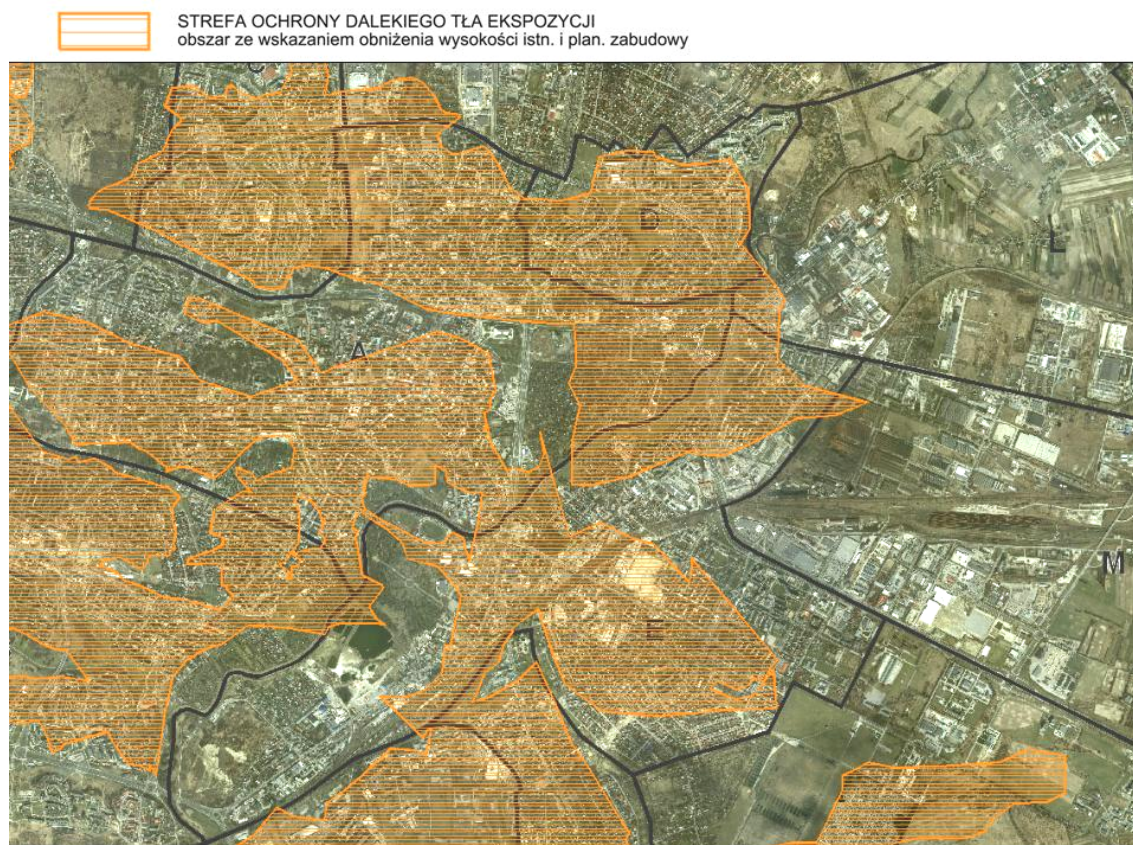 STREFA OCHRONY DALEKIEGO TŁA EKSPOZYCJI
obszar ze wskazaniem obniżenia wysokości istn. i plan. zabudowy
C
D
L
A
M
E